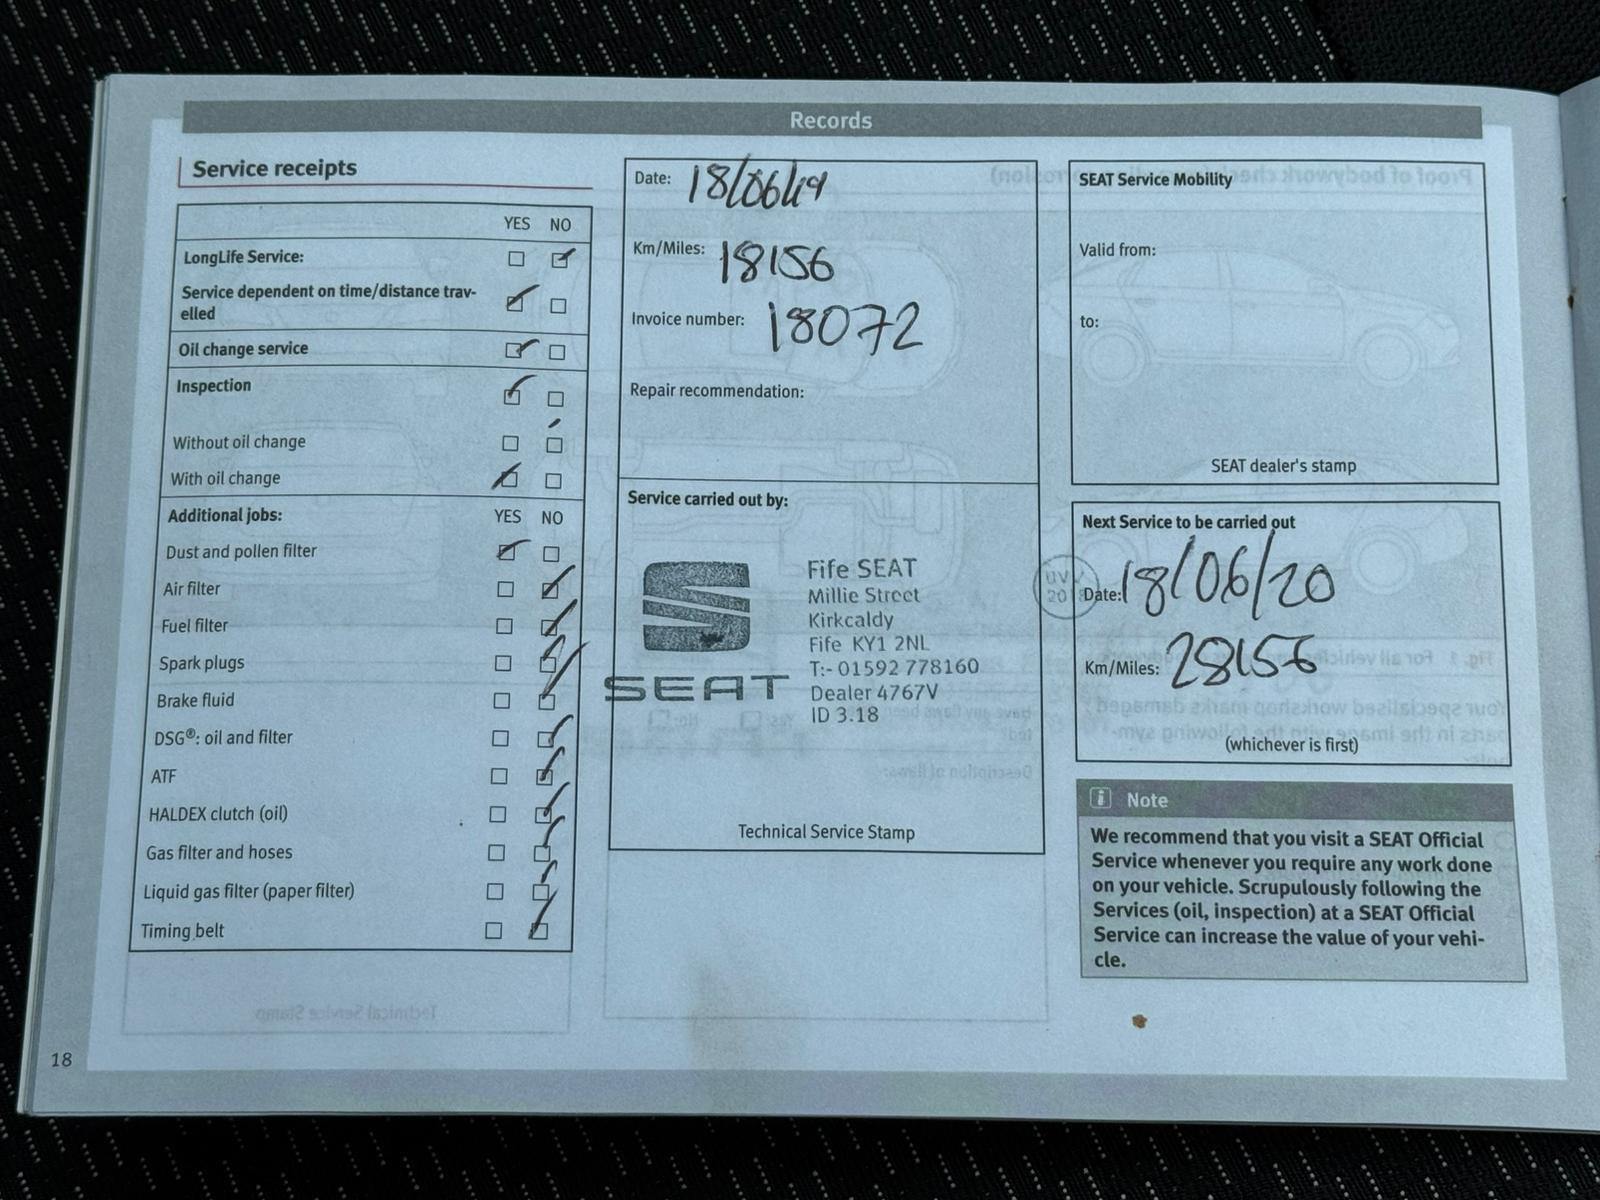 Records
Service receipts
YES NO
LongLife Service:
Service dependent on time/distance trav-
elled
Oil change service
Inspection
Without oil change
With oil change
Additional jobs: YES NO
Dust and pollen filter
Air filter
Fuel filter
Spark plugs
Brake fluid
DSG®: oil and filter
ATF
HALDEX clutch (oil)
Gas filter and hoses
Liquid gas filter (paper filter)
Timing belt
18
Date: 18/06/19
Km/Miles: 18156
Invoice number: 18072
Repair recommendation:
Service carried out by:
SEAT
Fife SEAT
Millie Street
Kirkcaldy
Fife KY1 2NL
T:- 01592 778160
Dealer 4767V
ID 3.18
Technical Service Stamp
SEAT Service Mobility
Valid from:
to:
SEAT dealer's stamp
Next Service to be carried out
Date: 18/06/20
Km/Miles: 28156
(whichever is first)
Note
We recommend that you visit a SEAT Official
Service whenever you require any work done
on your vehicle. Scrupulously following the
Services (oil, inspection) at a SEAT Official
Service can increase the value of your vehi-
cle.